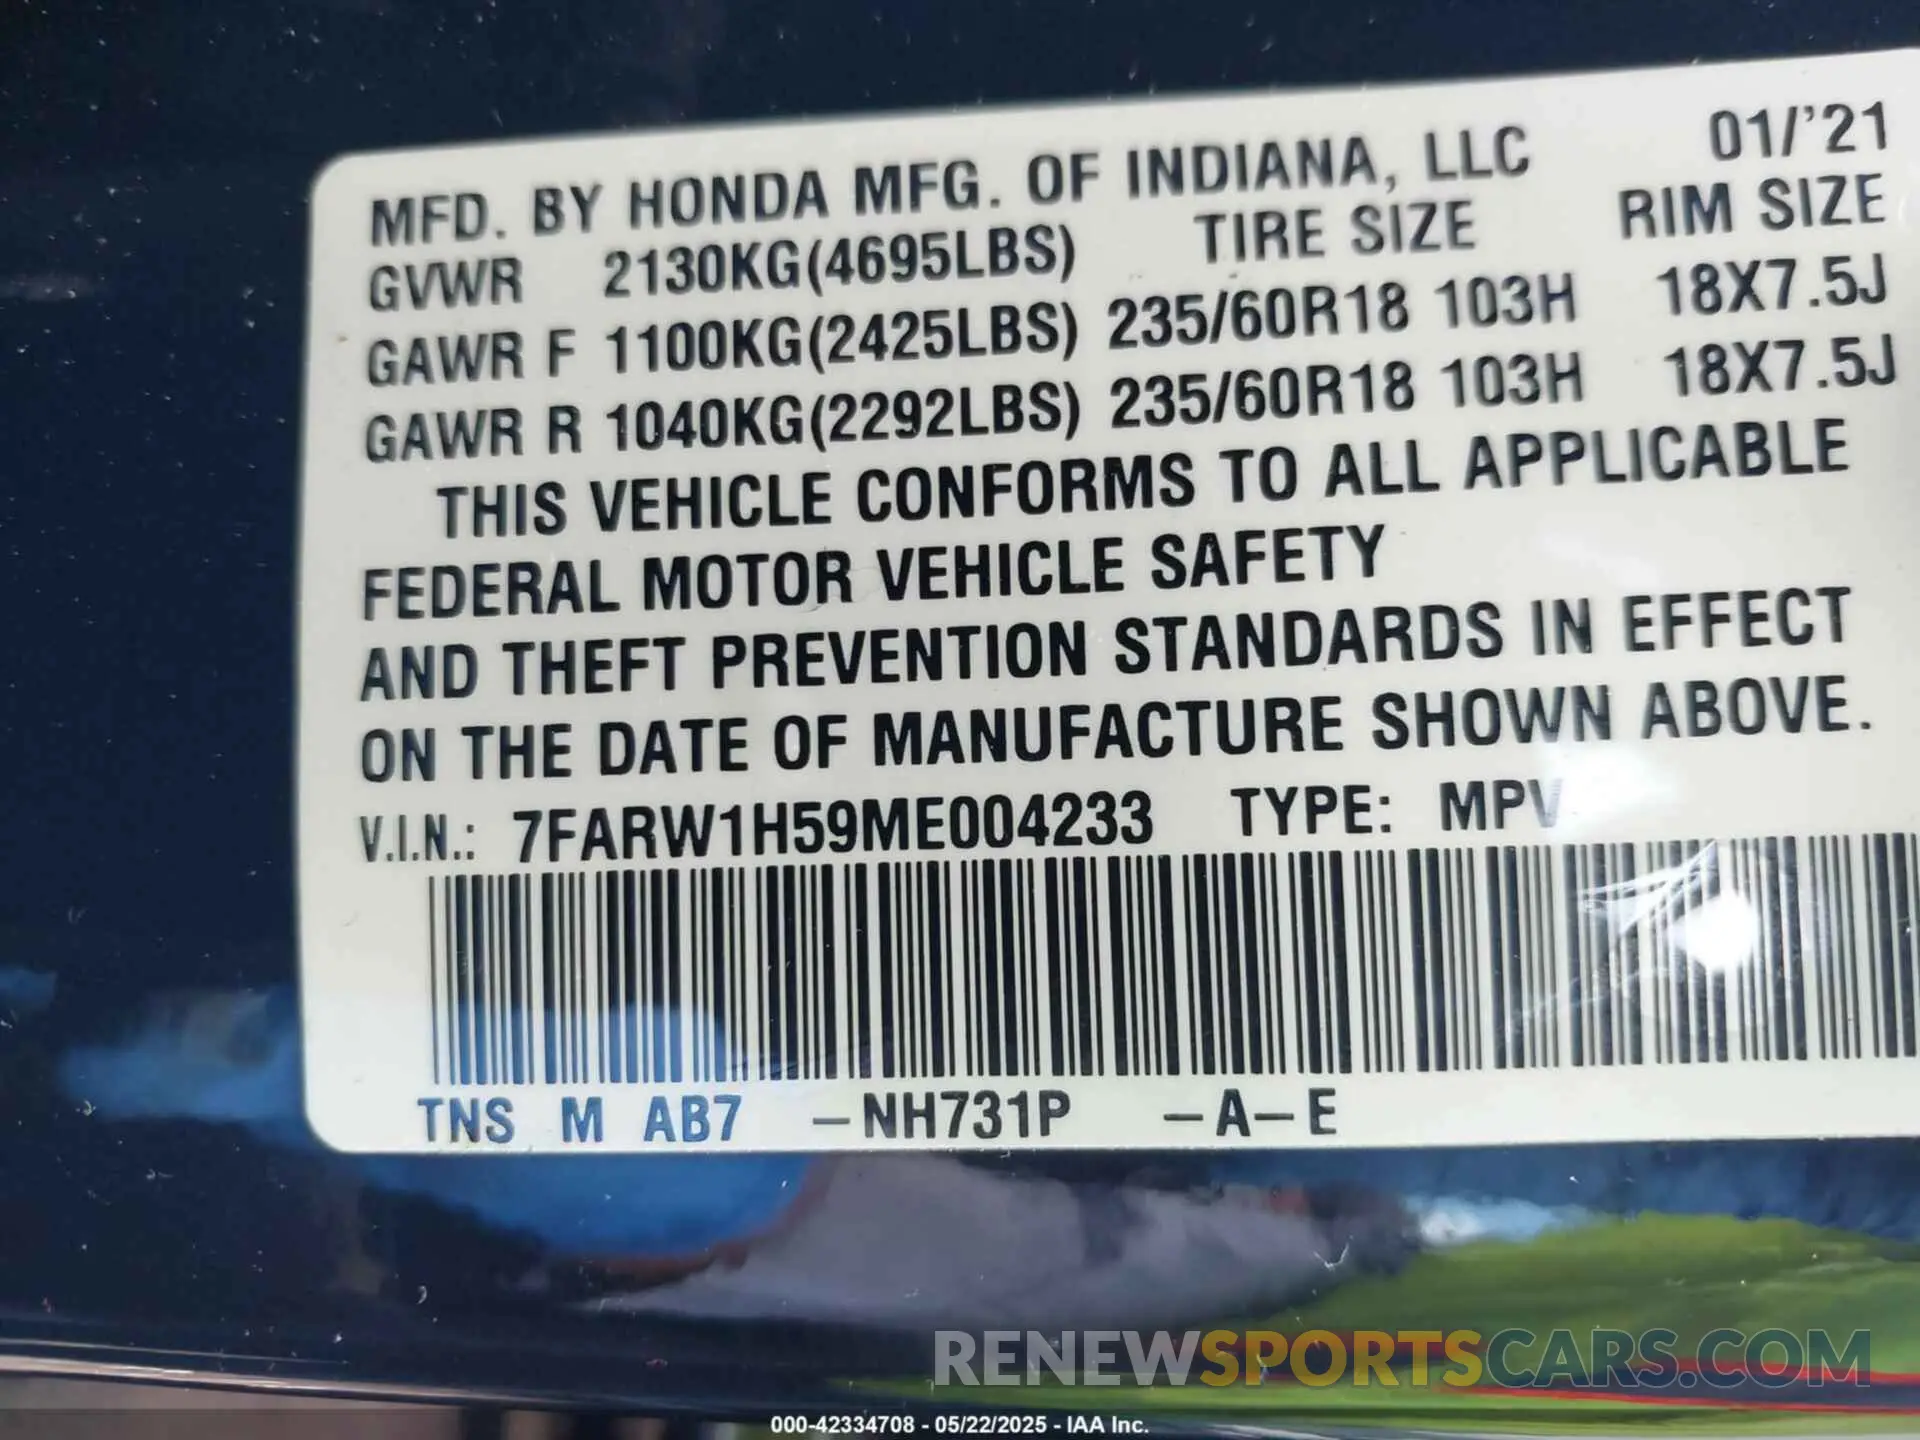 MFD. BY HONDA MFG. OF INDIANA, LLC 01/'21
GVWR 2130KG(4695LBS) TIRE SIZE RIM SIZE
GAWR F 1100KG(2425LBS) 235/60R18 103H 18X7.5J
GAWR R 1040KG(2292LBS) 235/60R18 103H 18X7.5J
THIS VEHICLE CONFORMS TO ALL APPLICABLE
FEDERAL MOTOR VEHICLE SAFETY
AND THEFT PREVENTION STANDARDS IN EFFECT
ON THE DATE OF MANUFACTURE SHOWN ABOVE.
V.I.N.: 7FARW1H59ME004233 TYPE: MPV
TNS M AB7 –NH731P –A–E
RENEWSPORTSCARS.COM
000-42334708 - 05/22/2025 - IAA Inc.